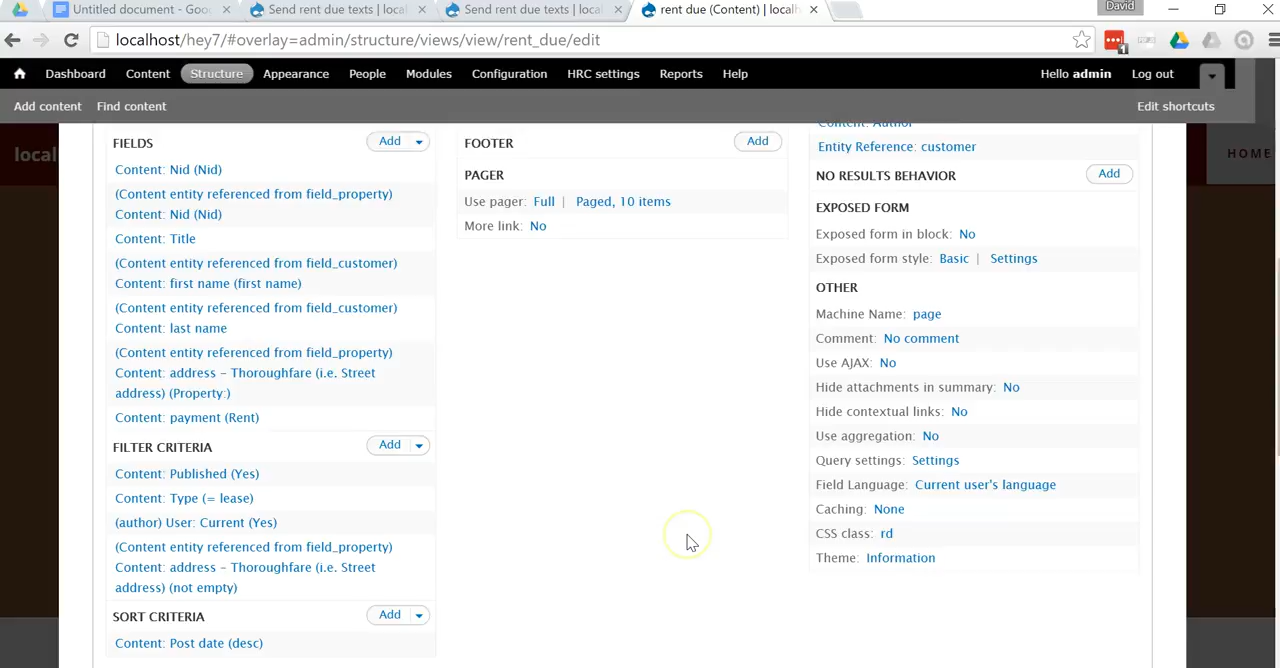 Untitled document - Goo
Send rent due texts | local
Send rent due texts | local
rent due (Content) | localh
David
localhost/hey7/#overlay=admin/structure/views/view/rent_due/edit
1
Dashboard Content Structure Appearance People Modules Configuration HRC settings Reports Help Hello admin Log out
Add content Find content Edit shortcuts
local
HOME
FIELDS Add
Content: Nid (Nid)
(Content entity referenced from field_property)
Content: Nid (Nid)
Content: Title
(Content entity referenced from field_customer)
Content: first name (first name)
(Content entity referenced from field_customer)
Content: last name
(Content entity referenced from field_property)
Content: address - Thoroughfare (i.e. Street
address) (Property:)
Content: payment (Rent)
FILTER CRITERIA Add
Content: Published (Yes)
Content: Type (= lease)
(author) User: Current (Yes)
(Content entity referenced from field_property)
Content: address - Thoroughfare (i.e. Street
address) (not empty)
SORT CRITERIA Add
Content: Post date (desc)
FOOTER Add
PAGER
Use pager: Full | Paged, 10 items
More link: No
Content: Author
Entity Reference: customer
NO RESULTS BEHAVIOR Add
EXPOSED FORM
Exposed form in block: No
Exposed form style: Basic | Settings
OTHER
Machine Name: page
Comment: No comment
Use AJAX: No
Hide attachments in summary: No
Hide contextual links: No
Use aggregation: No
Query settings: Settings
Field Language: Current user's language
Caching: None
CSS class: rd
Theme: Information